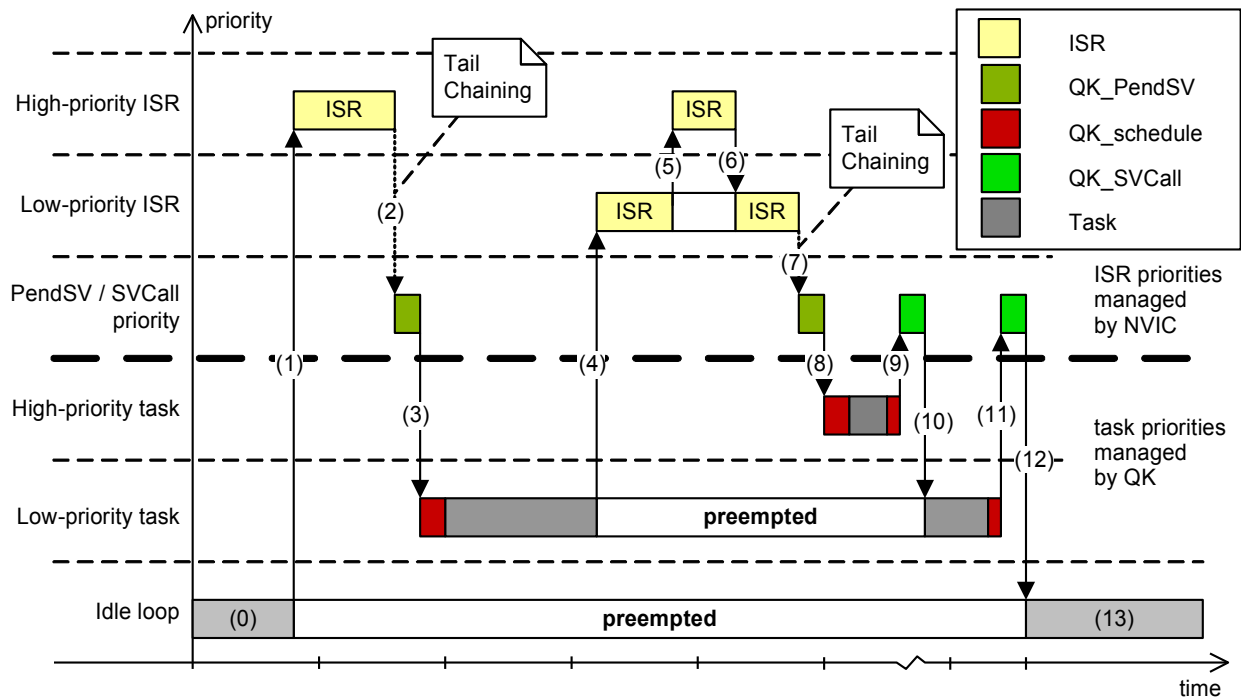 priority
ISR
QK_PendSV
QK_schedule
QK_SVCall
Task
Tail
Chaining
High-priority ISR
ISR
ISR
Tail
Chaining
(5)
(6)
Low-priority ISR
(2)
ISR
ISR
(7)
PendSV / SVCall
priority
ISR priorities
managed
by NVIC
(1)
(4)
(8)
(9)
High-priority task
(3)
(10)
(11)
task priorities
managed
by QK
(12)
Low-priority task
preempted
Idle loop
(0)
preempted
(13)
time